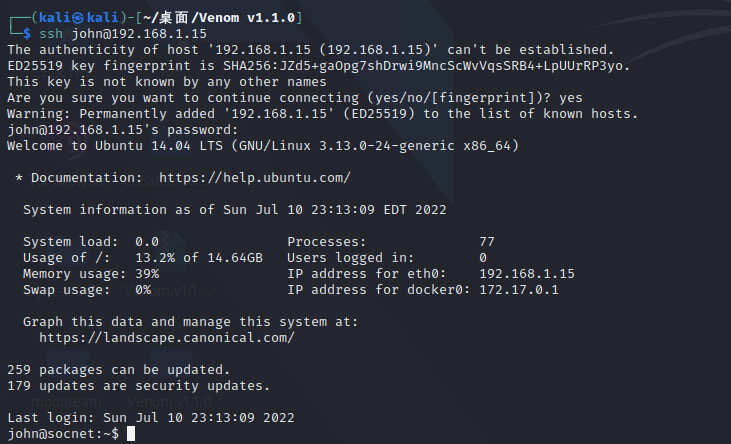 ┌──(kali㉿kali)-[~/桌面/Venom v1.1.0]
└─$ ssh john@192.168.1.15
The authenticity of host '192.168.1.15 (192.168.1.15)' can't be established.
ED25519 key fingerprint is SHA256:JZd5+gaOpg7shDrwi9MncScWvVqsSRB4+LpUUrRP3yo.
This key is not known by any other names
Are you sure you want to continue connecting (yes/no/[fingerprint])? yes
Warning: Permanently added '192.168.1.15' (ED25519) to the list of known hosts.
john@192.168.1.15's password:
Welcome to Ubuntu 14.04 LTS (GNU/Linux 3.13.0-24-generic x86_64)
* Documentation: https://help.ubuntu.com/
System information as of Sun Jul 10 23:13:09 EDT 2022
System load: 0.0 Processes: 77
Usage of /: 13.2% of 14.64GB Users logged in: 0
Memory usage: 39% IP address for eth0: 192.168.1.15
Swap usage: 0% IP address for docker0: 172.17.0.1
Graph this data and manage this system at:
https://landscape.canonical.com/
259 packages can be updated.
179 updates are security updates.
Last login: Sun Jul 10 23:13:09 2022
john@socnet:~$